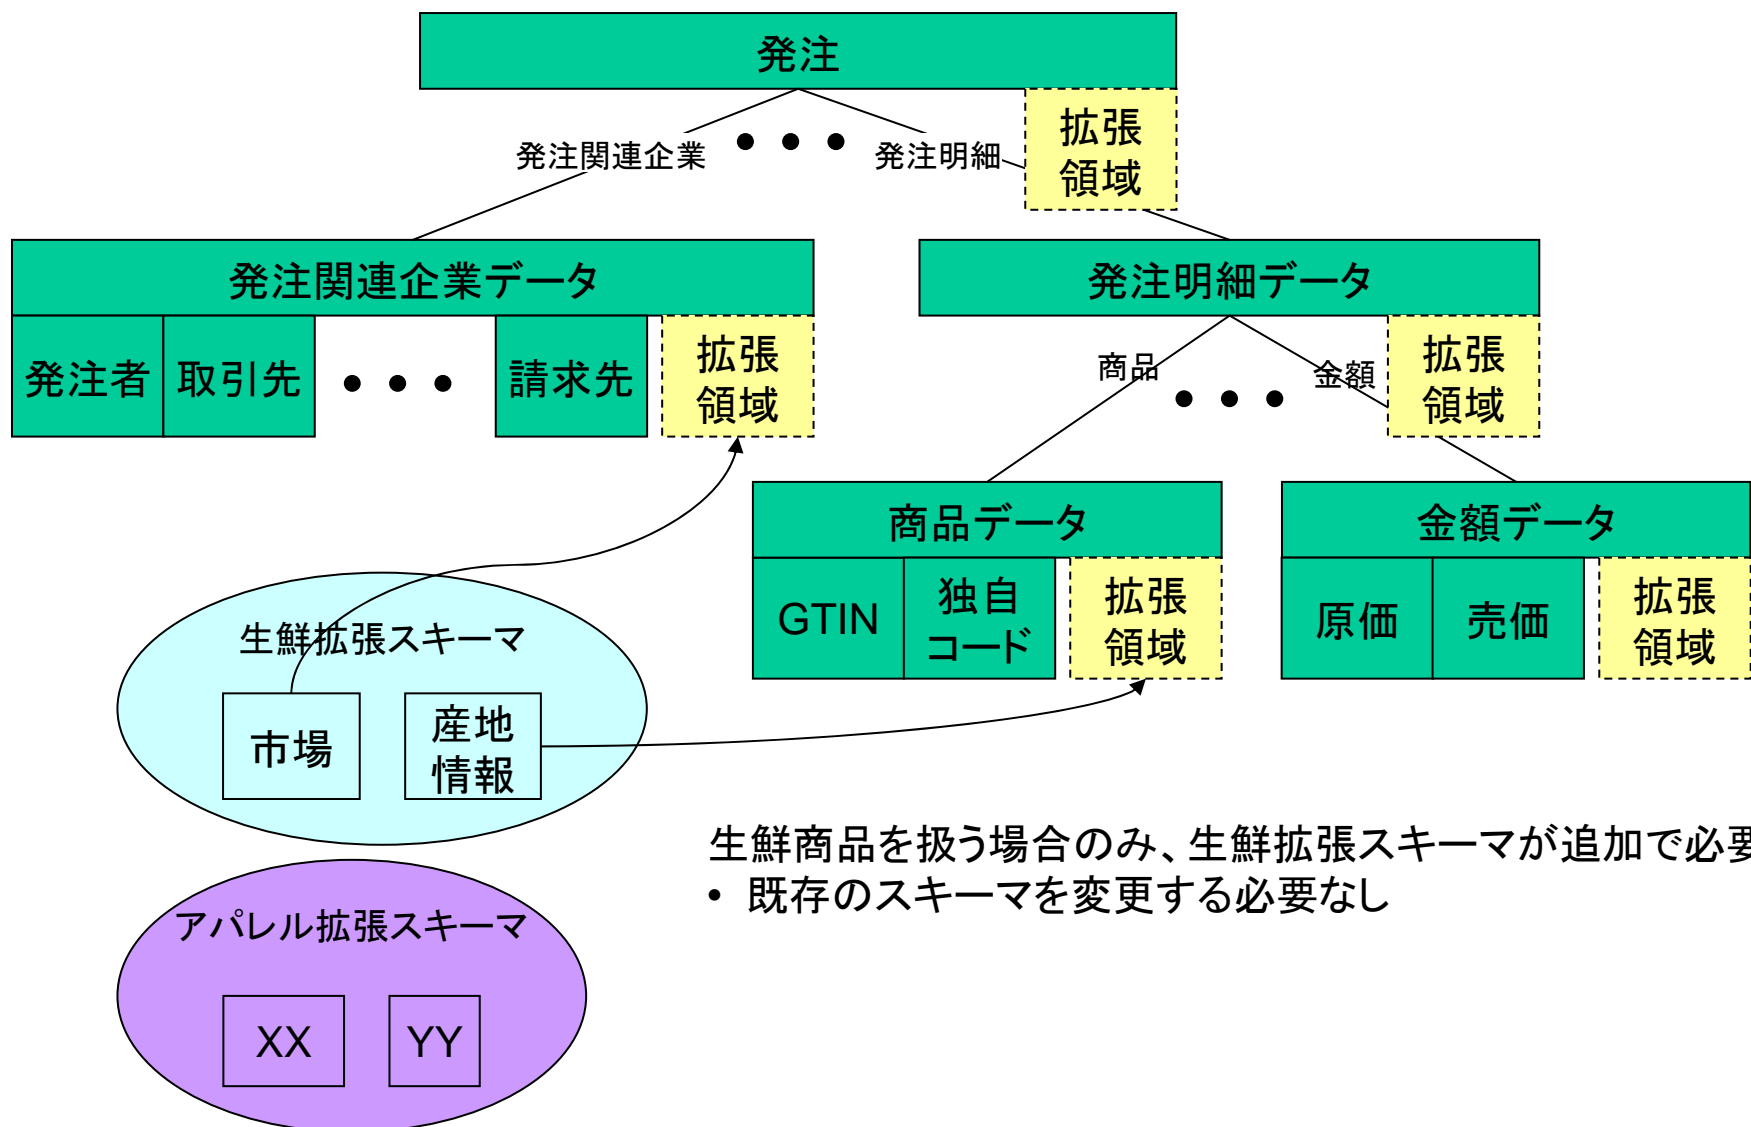 発注
拡張
領域
発注関連企業
・・・
発注明細
発注関連企業データ
発注者
取引先
・・・
請求先
拡張
領域
発注明細データ
商品
・・・
金額
拡張
領域
商品データ
GTIN
独自
コード
拡張
領域
金額データ
原価
売価
拡張
領域
生鮮拡張スキーマ
市場
産地
情報
生鮮商品を扱う場合のみ、生鮮拡張スキーマが追加で必要
• 既存のスキーマを変更する必要なし
アパレル拡張スキーマ
XX
YY